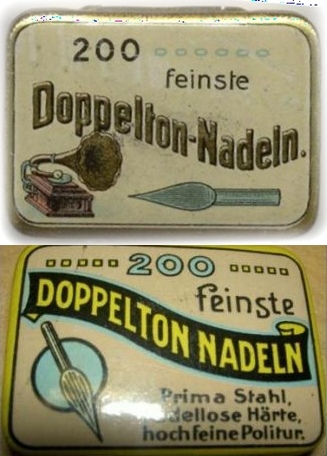 200
feinste
Doppelton-Nadeln.
200
feinste
DOPPELTON NADELN
Prima Stahl,
Härte,
hochfeine Politur.